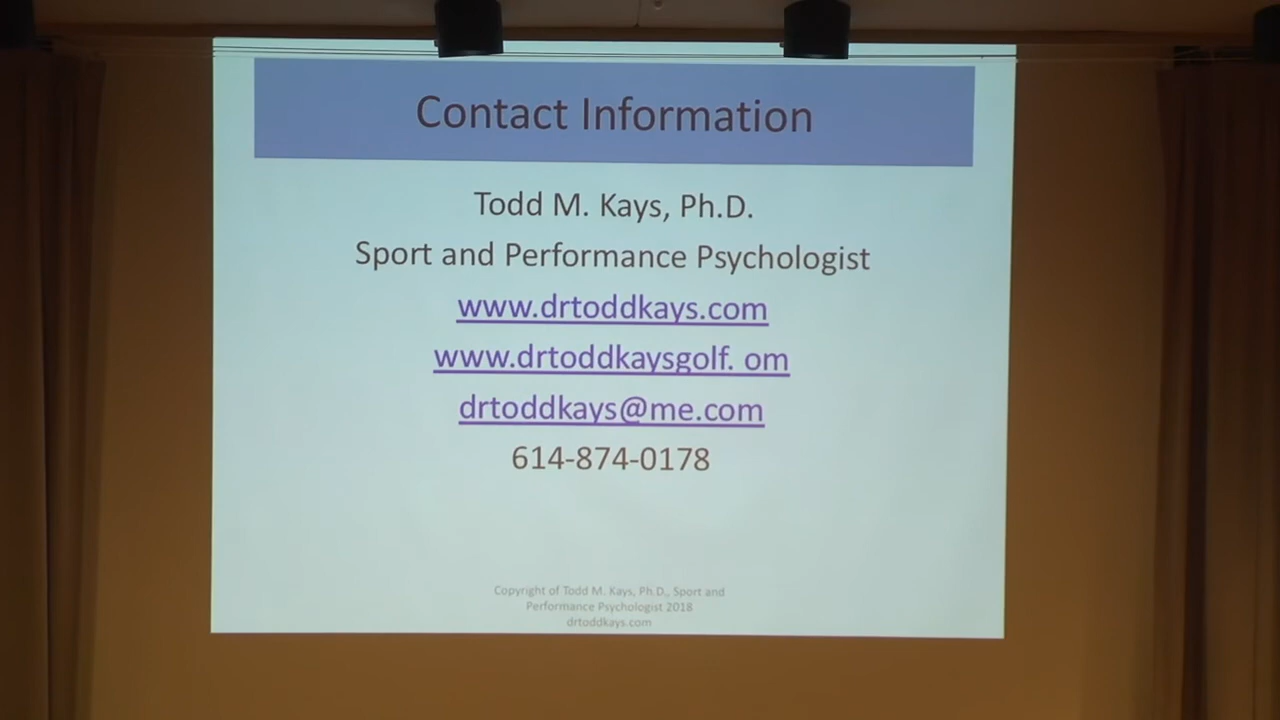 Contact Information
Todd M. Kays, Ph.D.
Sport and Performance Psychologist
www.drtoddkays.com
www.drtoddkaysgolf. om
drtoddkays@me.com
614-874-0178
Copyright of Todd M. Kays, Ph.D., Sport and
Performance Psychologist 2018
drtoddkays.com